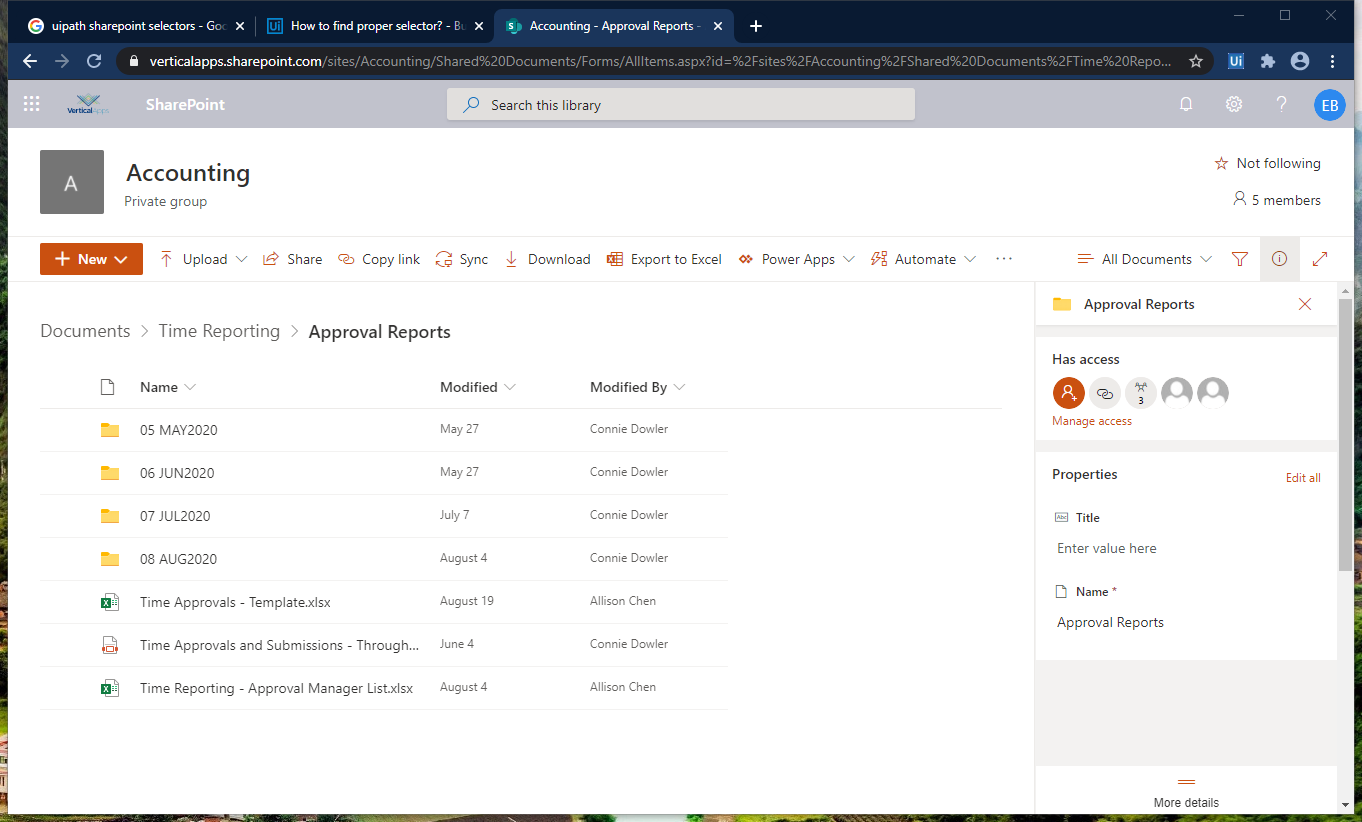 uipath sharepoint selectors - Goo
How to find proper selector? - Bu
Accounting - Approval Reports -
verticalapps.sharepoint.com/sites/Accounting/Shared%20Documents/Forms/AllItems.aspx?id=%2Fsites%2FAccounting%2FShared%20Documents%2FTime%20Repo...
Ui
VerticalApps
SharePoint
Search this library
?
EB
A
Accounting
Private group
Not following
5 members
New
Upload
Share
Copy link
Sync
Download
Export to Excel
Power Apps
Automate
...
All Documents
Documents > Time Reporting > Approval Reports
Name
Modified
Modified By
05 MAY2020 May 27 Connie Dowler
06 JUN2020 May 27 Connie Dowler
07 JUL2020 July 7 Connie Dowler
08 AUG2020 August 4 Connie Dowler
Time Approvals - Template.xlsx August 19 Allison Chen
Time Approvals and Submissions - Through... June 4 Connie Dowler
Time Reporting - Approval Manager List.xlsx August 4 Allison Chen
Approval Reports
Has access
3
Manage access
Properties
Edit all
Abc Title
Enter value here
Name *
Approval Reports
More details